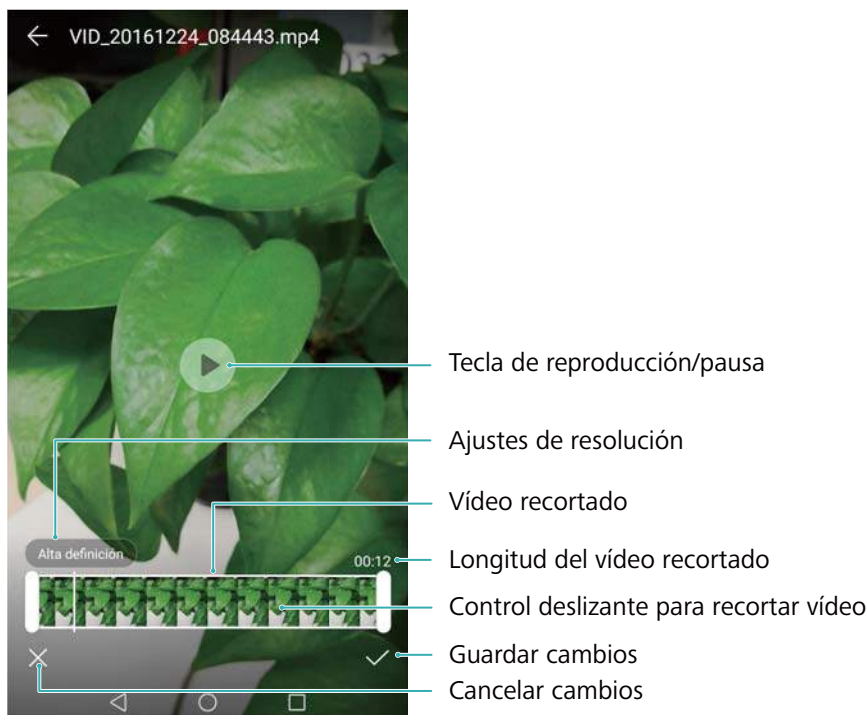 VID_20161224_084443.mp4
Tecla de reproducción/pausa
Ajustes de resolución
Vídeo recortado
Alta definición
00:12
Longitud del vídeo recortado
Control deslizante para recortar vídeo
Guardar cambios
Cancelar cambios